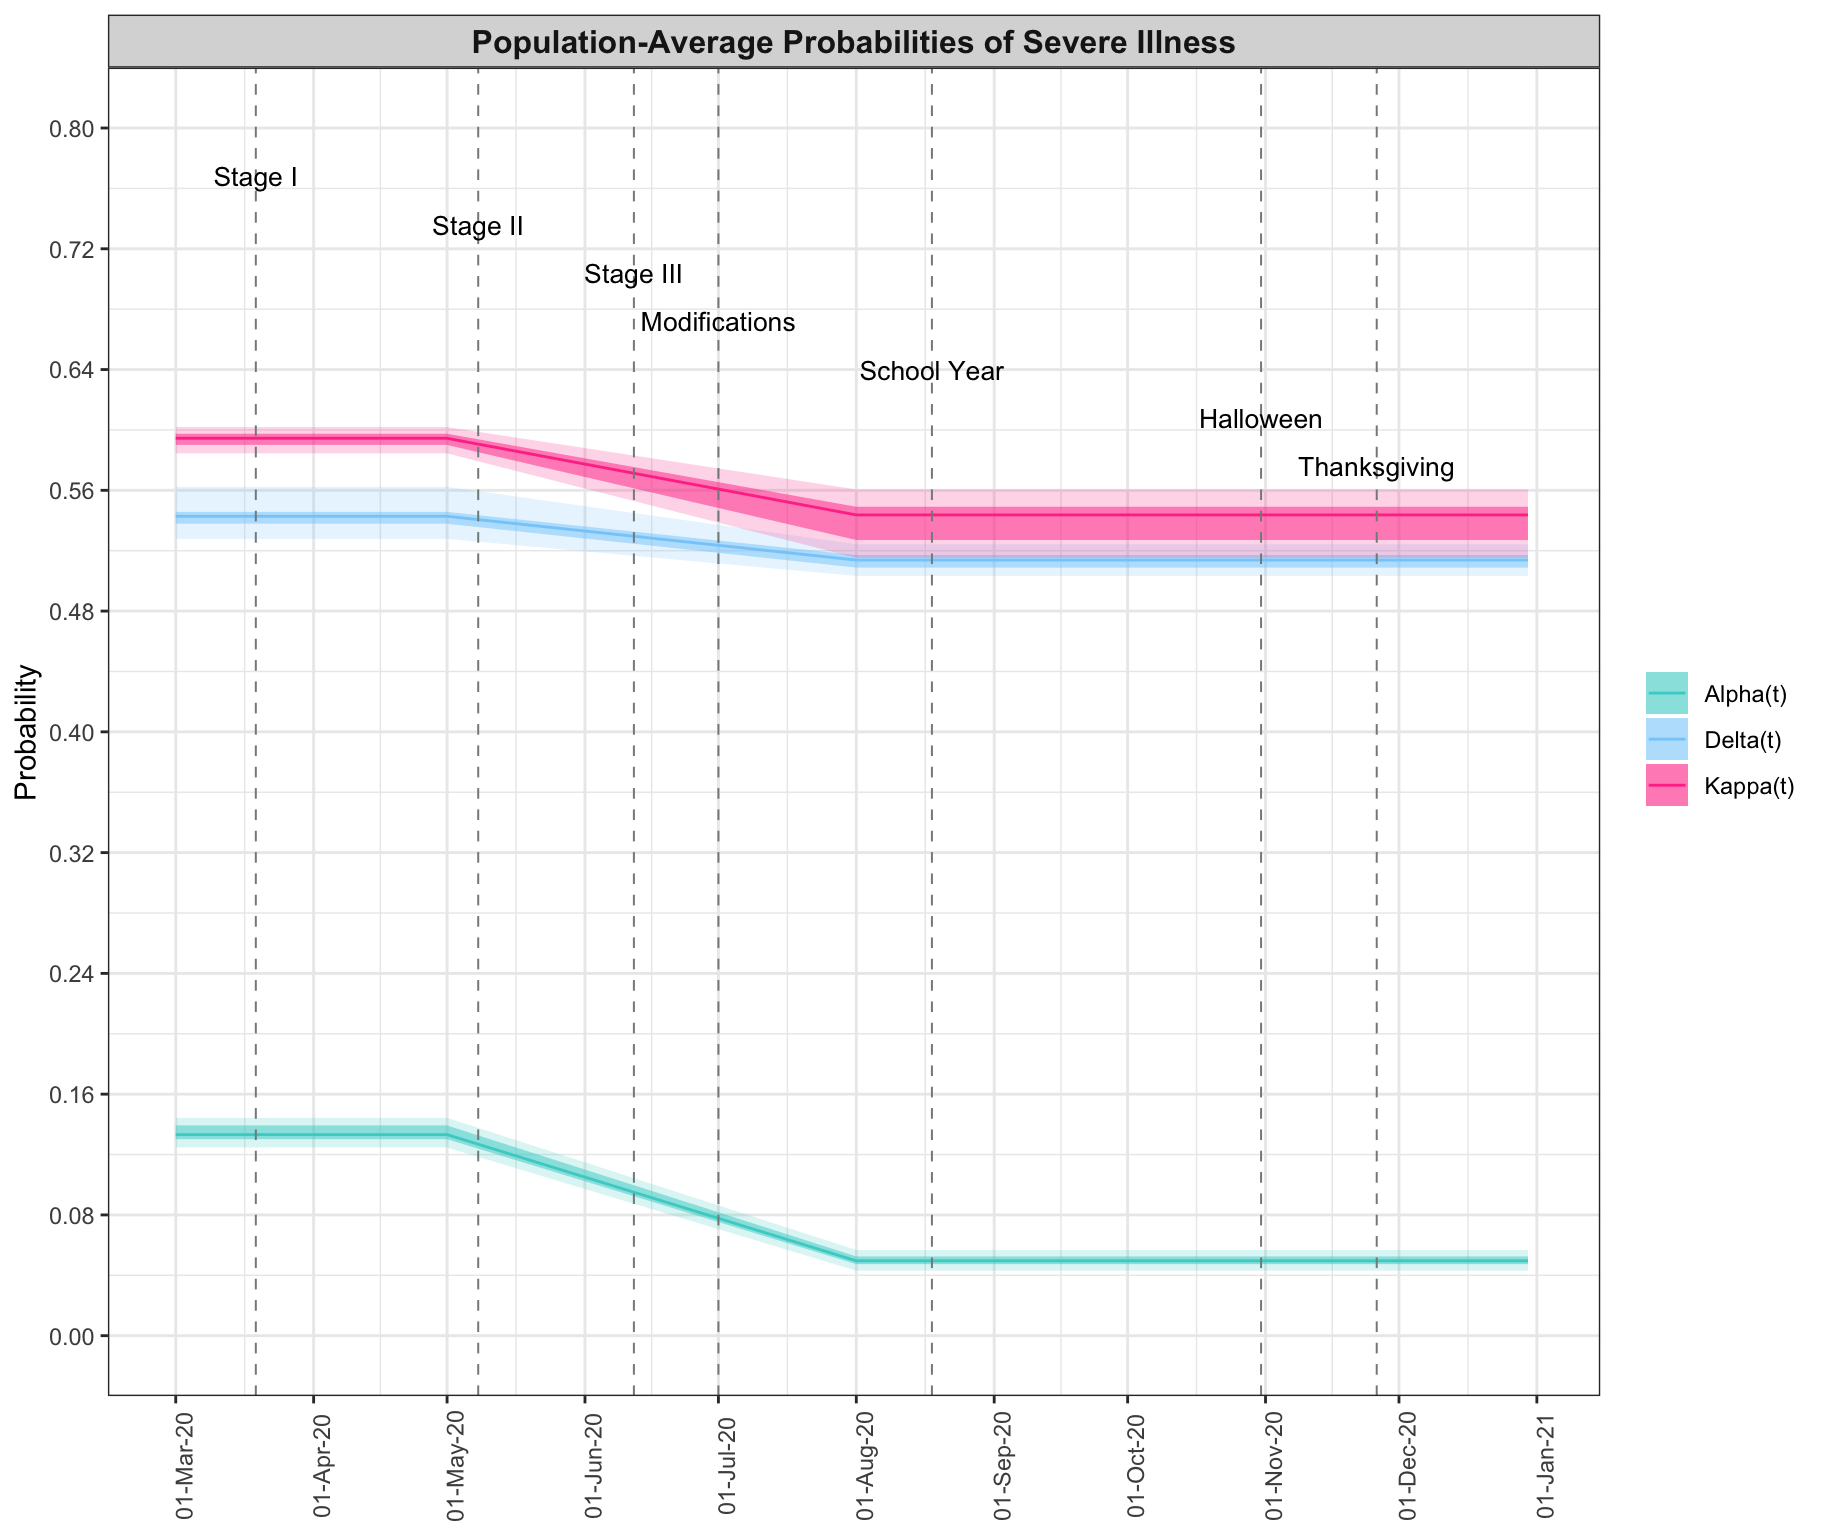 Population-Average Probabilities of Severe Illness
0.80
Stage I
Stage II
0.72
Stage III
Modifications
0.64
School Year
Halloween
Thanksgiving
0.56
0.48
Probability
0.40
0.32
0.24
0.16
0.08
0.00
Alpha(t)
Delta(t)
Kappa(t)
01-Mar-20
01-Apr-20
01-May-20
01-Jun-20
01-Jul-20
01-Aug-20
01-Sep-20
01-Oct-20
01-Nov-20
01-Dec-20
01-Jan-21